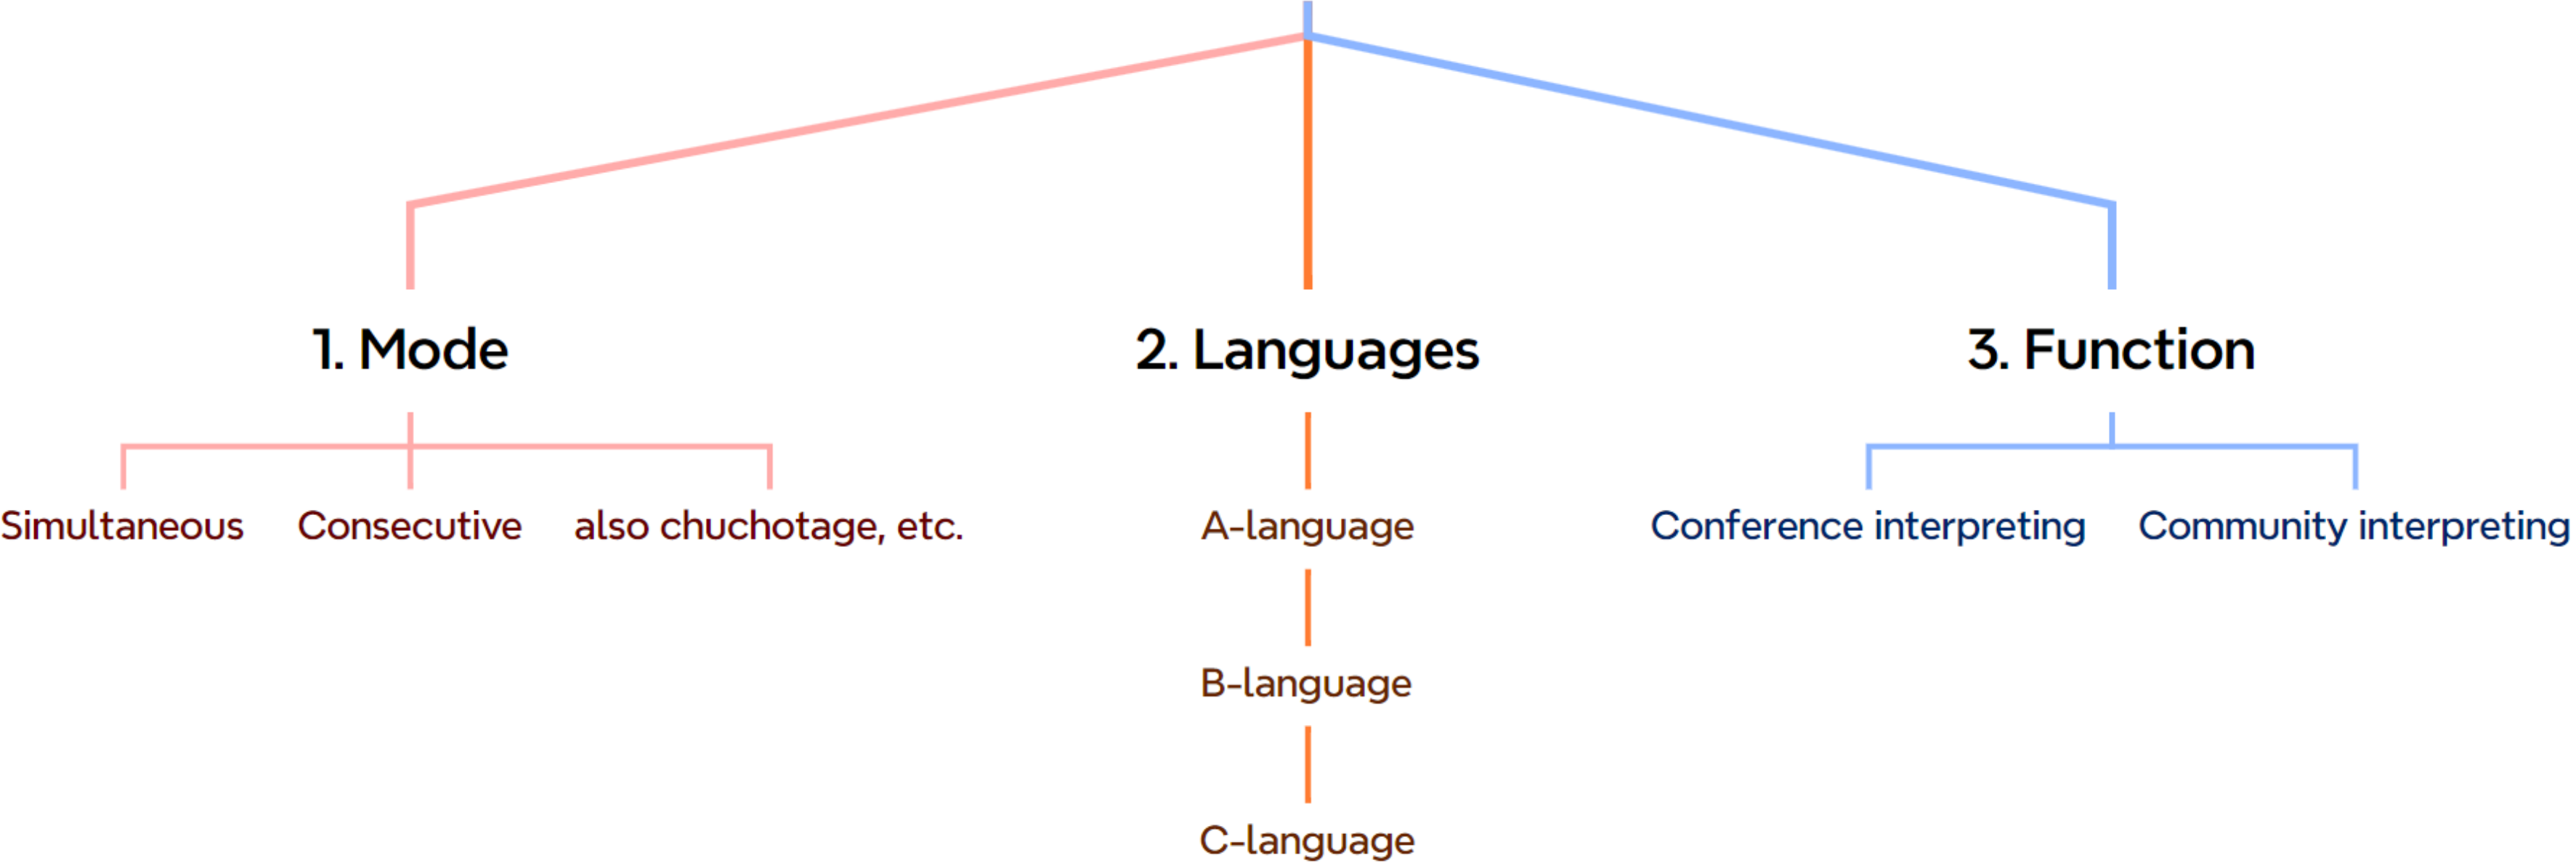 1. Mode
2. Languages
3. Function
Simultaneous
Consecutive
also chuchotage, etc.
A-language
B-language
C-language
Conference interpreting
Community interpreting